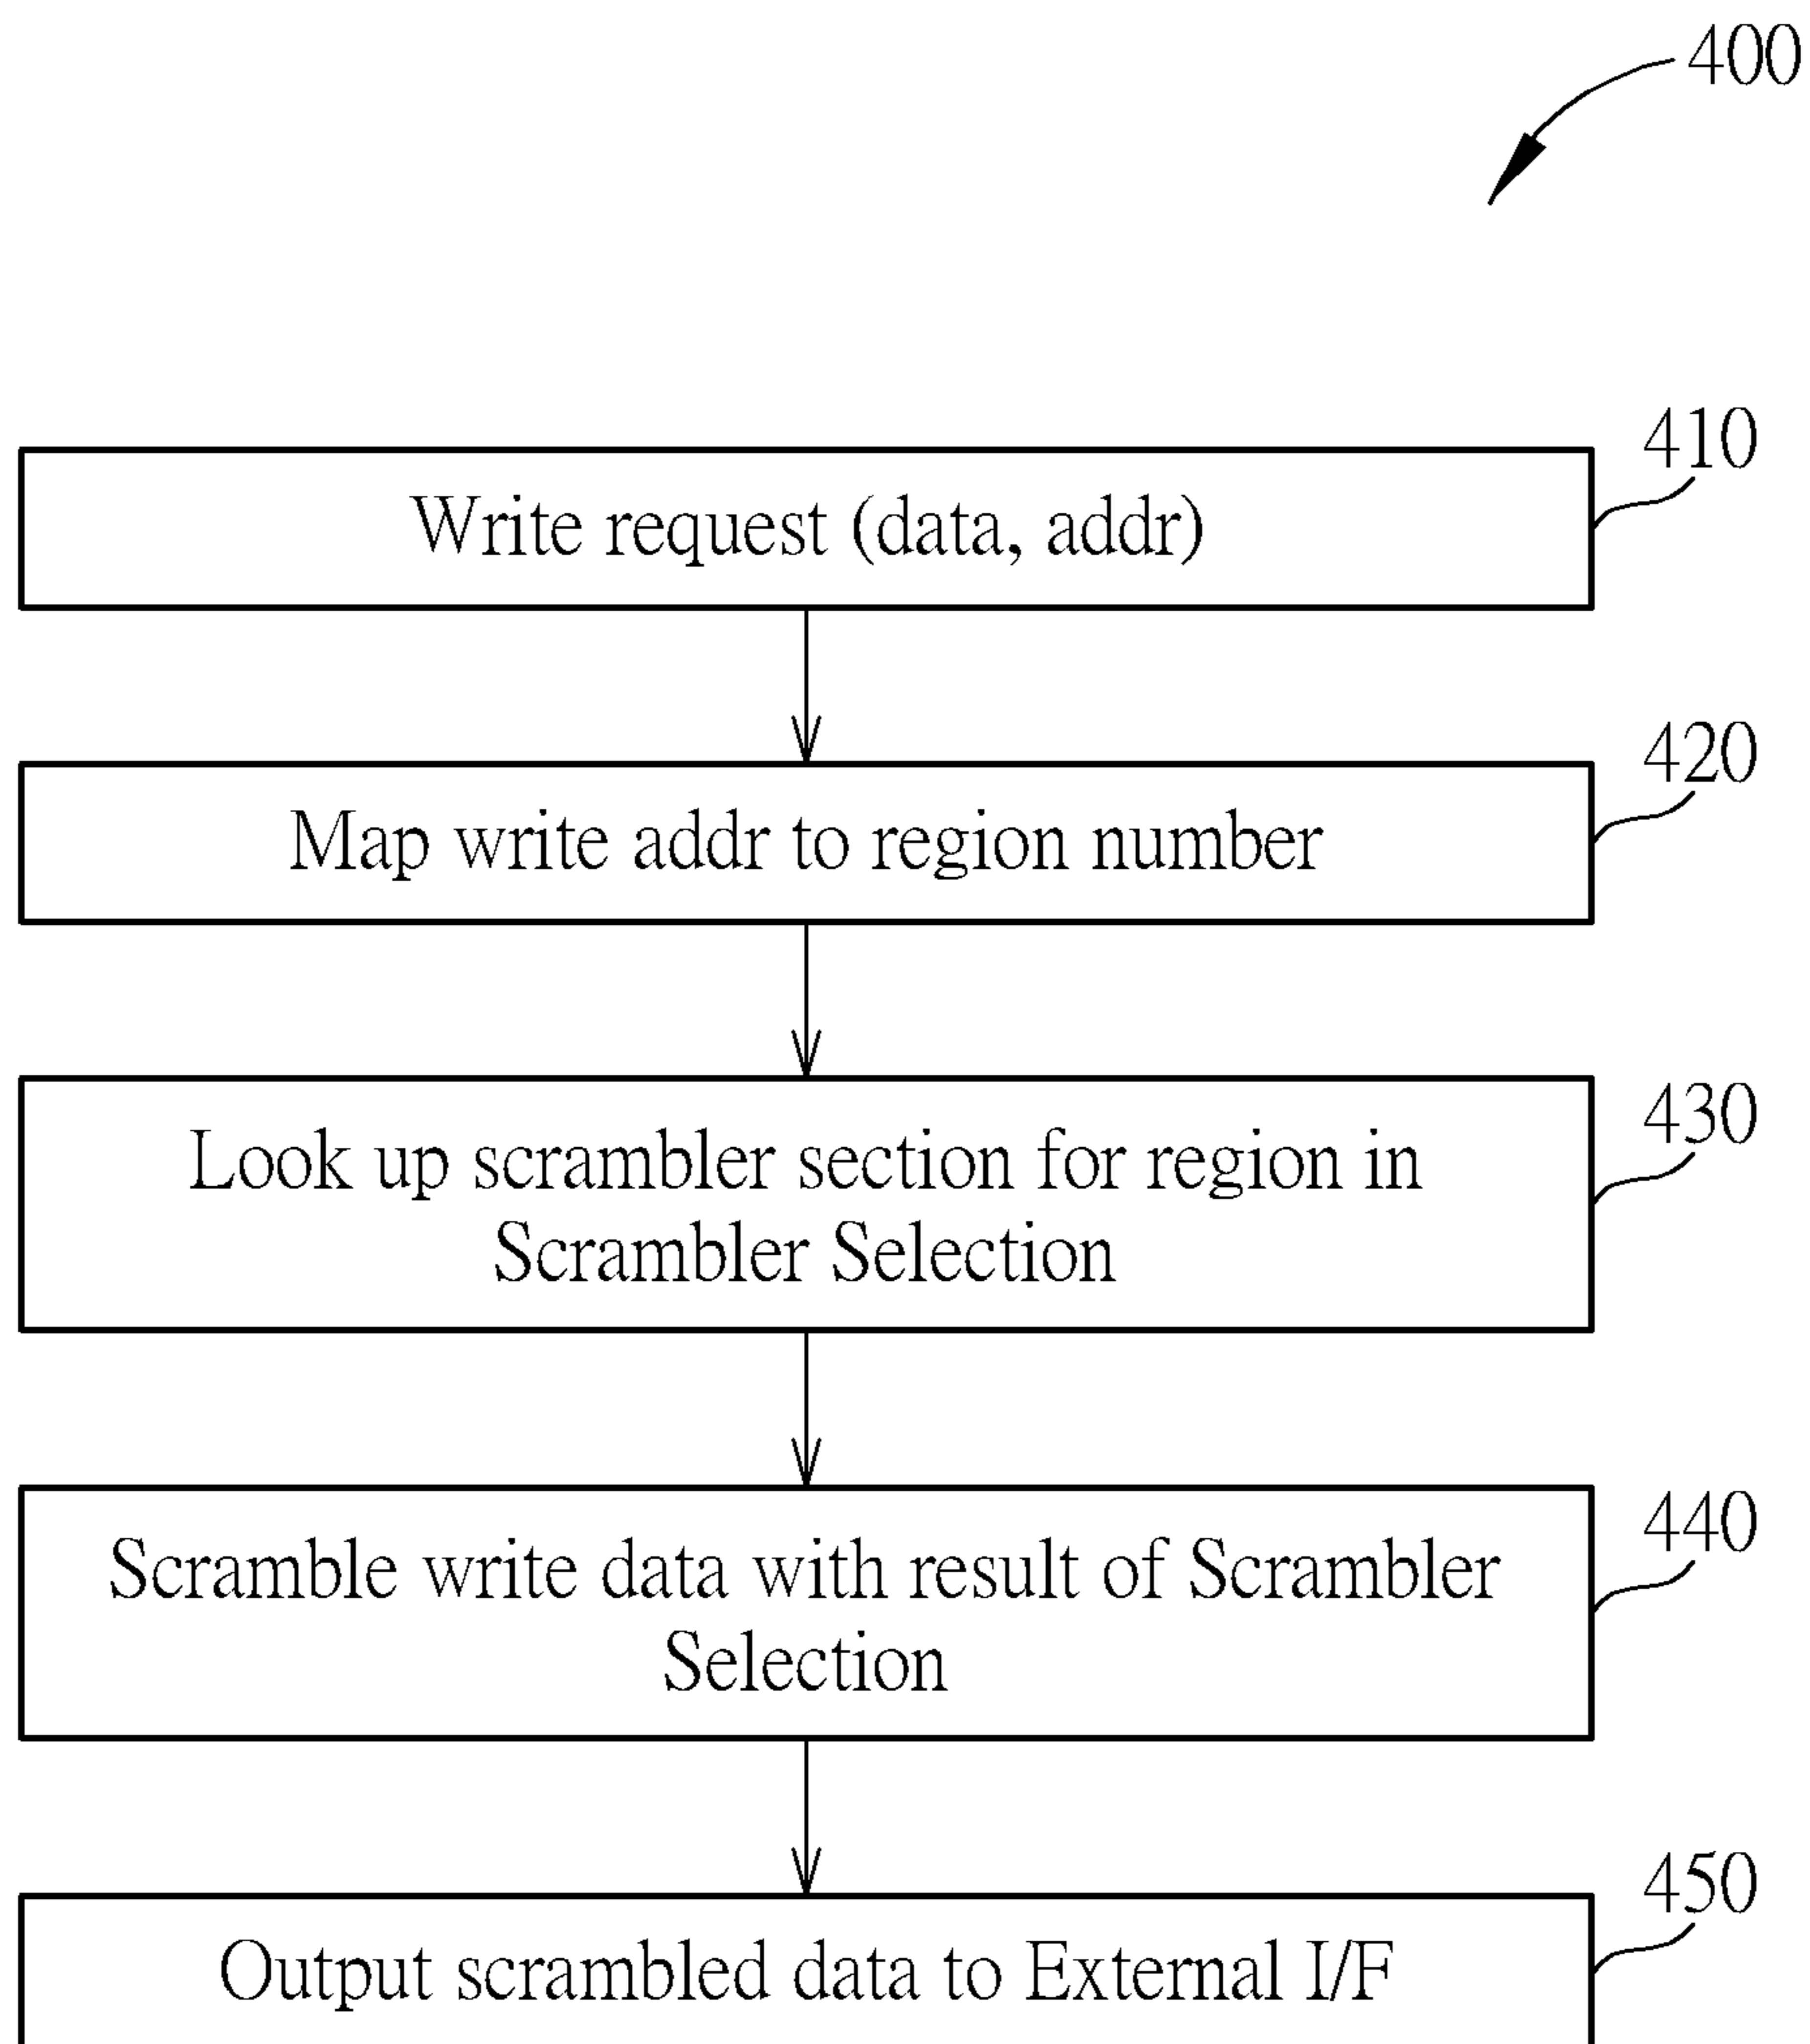 400
410
Write request (data, addr)
420
Map write addr to region number
430
Look up scrambler section for region in
Scrambler Selection
440
Scramble write data with result of Scrambler
Selection
450
Output scrambled data to External I/F